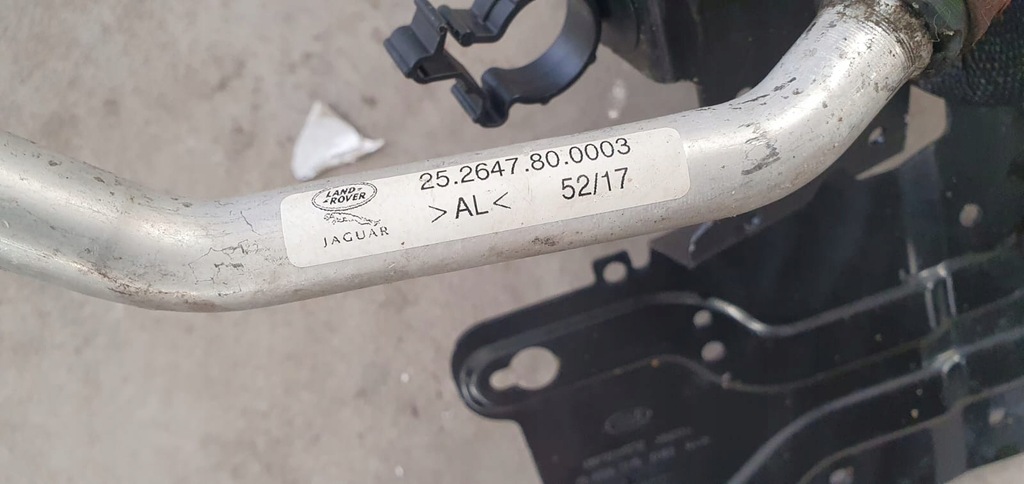 LAND-
-ROVER
JAGUAR
25.2647.80.0003
>AL< 52/17